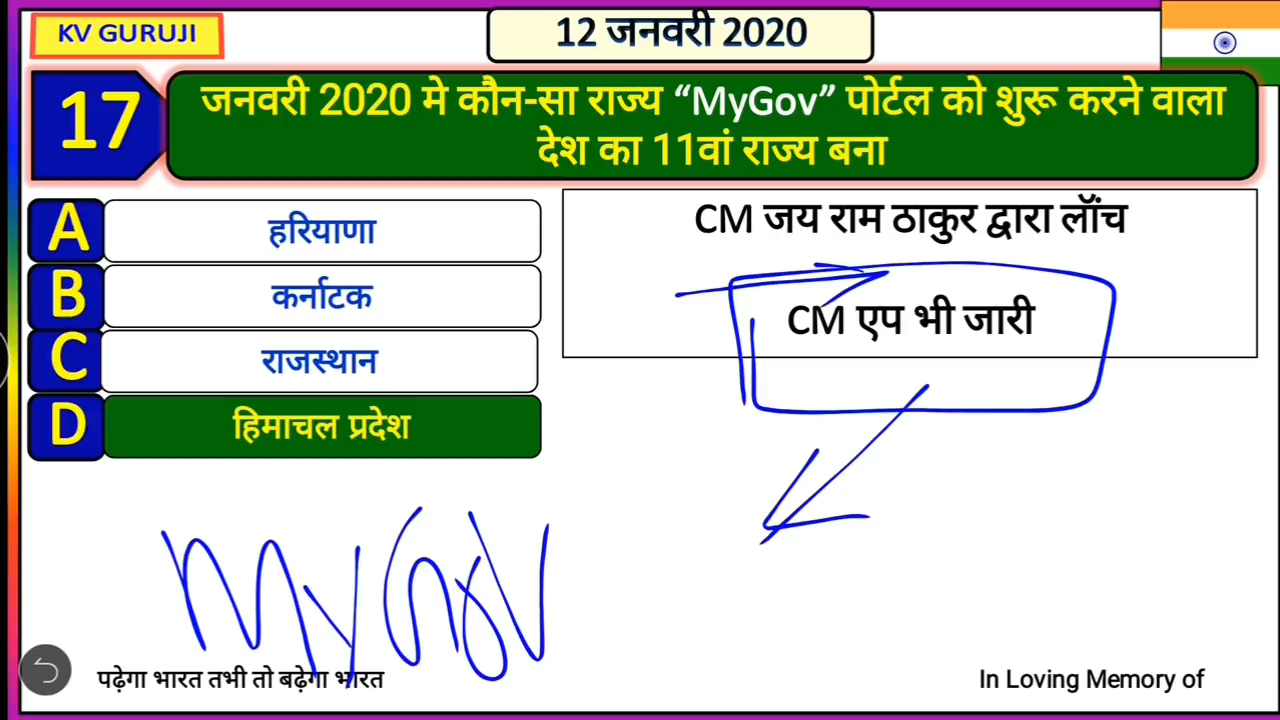 KV GURUJI
12 जनवरी 2020
17
जनवरी 2020 मे कौन-सा राज्य “MyGov” पोर्टल को शुरू करने वाला
देश का 11वां राज्य बना
A हरियाणा
B कर्नाटक
C राजस्थान
D हिमाचल प्रदेश
CM जय राम ठाकुर द्वारा लॉंच
CM एप भी जारी
MyGov
पढ़ेगा भारत तभी तो बढ़ेगा भारत
In Loving Memory of